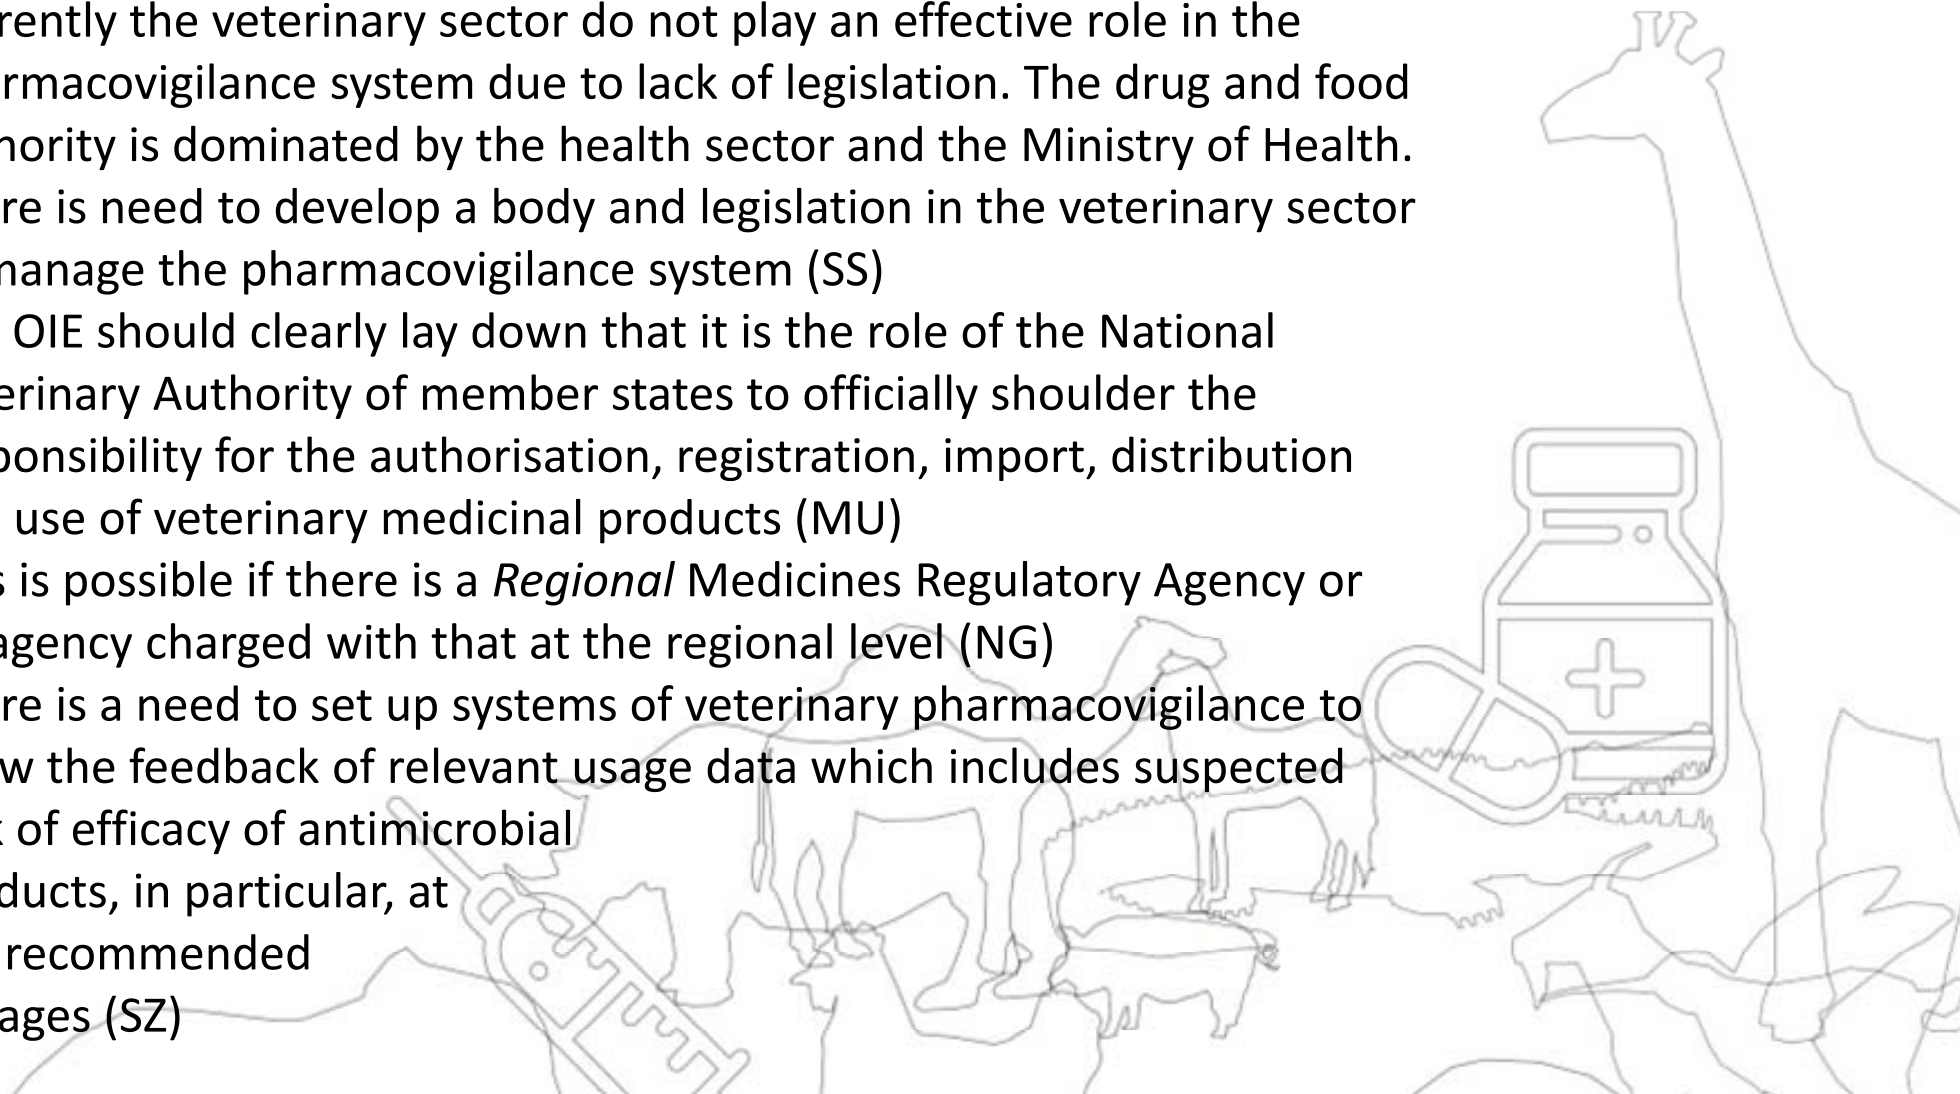 rently the veterinary sector do not play an effective role in the
rmacovigilance system due to lack of legislation. The drug and food
hority is dominated by the health sector and the Ministry of Health.
re is need to develop a body and legislation in the veterinary sector
manage the pharmacovigilance system (SS)
OIE should clearly lay down that it is the role of the National
erinary Authority of member states to officially shoulder the
ponsibility for the authorisation, registration, import, distribution
use of veterinary medicinal products (MU)
s is possible if there is a Regional Medicines Regulatory Agency or
agency charged with that at the regional level (NG)
re is a need to set up systems of veterinary pharmacovigilance to
w the feedback of relevant usage data which includes suspected
k of efficacy of antimicrobial
ducts, in particular, at
recommended
ages (SZ)